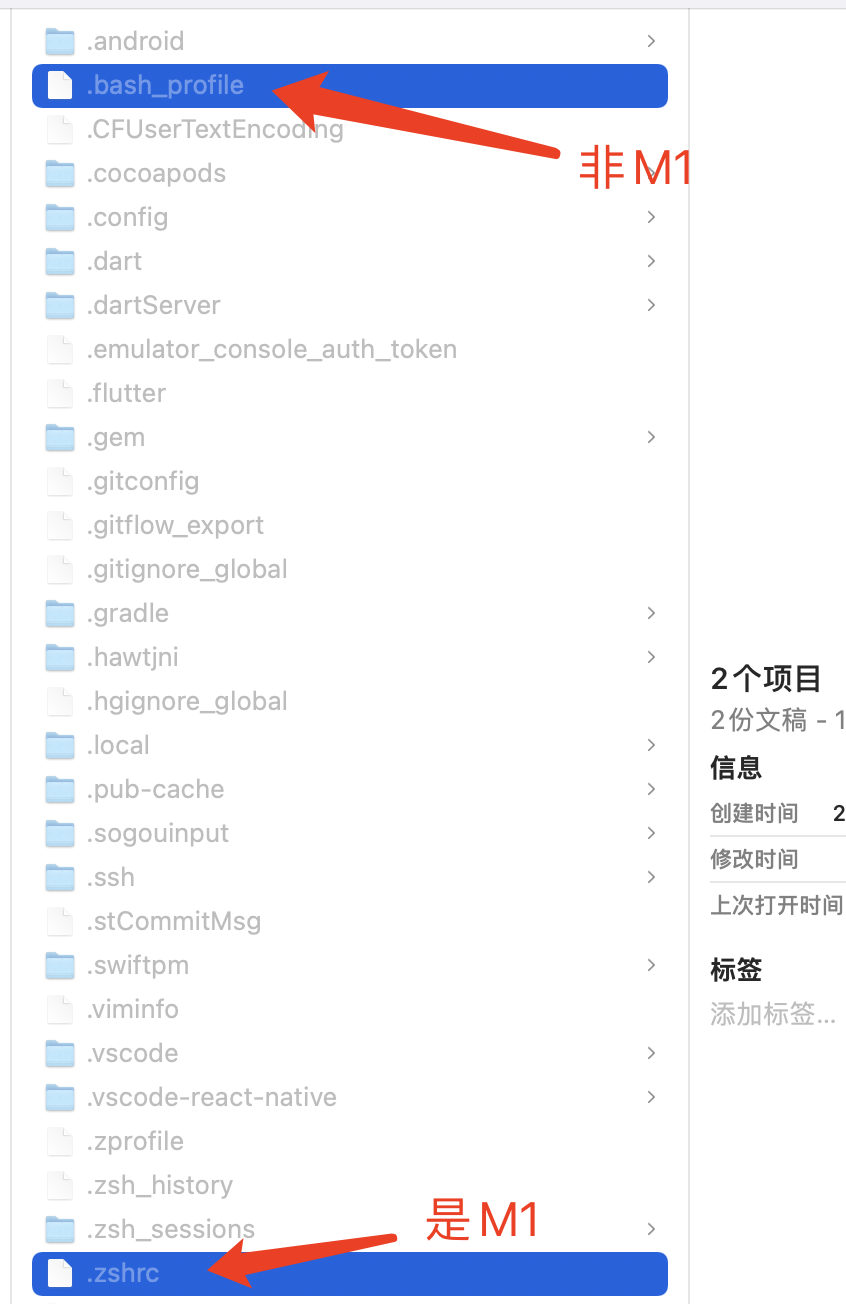 .android
.bash_profile
.CFUserTextEncoding
非M1
.cocoapods
.config
.dart
.dartServer
.emulator_console_auth_token
.flutter
.gem
.gitconfig
.gitflow_export
.gitignore_global
.gradle
.hawtjni
.hgignore_global
.local
.pub-cache
.sogouinput
.ssh
.stCommitMsg
.swiftpm
.viminfo
.vscode
.vscode-react-native
.zprofile
.zsh_history
.zsh_sessions
是M1
.zshrc
2个项目
2份文稿 - 1
信息
创建时间 2
修改时间
上次打开时间
标签
添加标签...